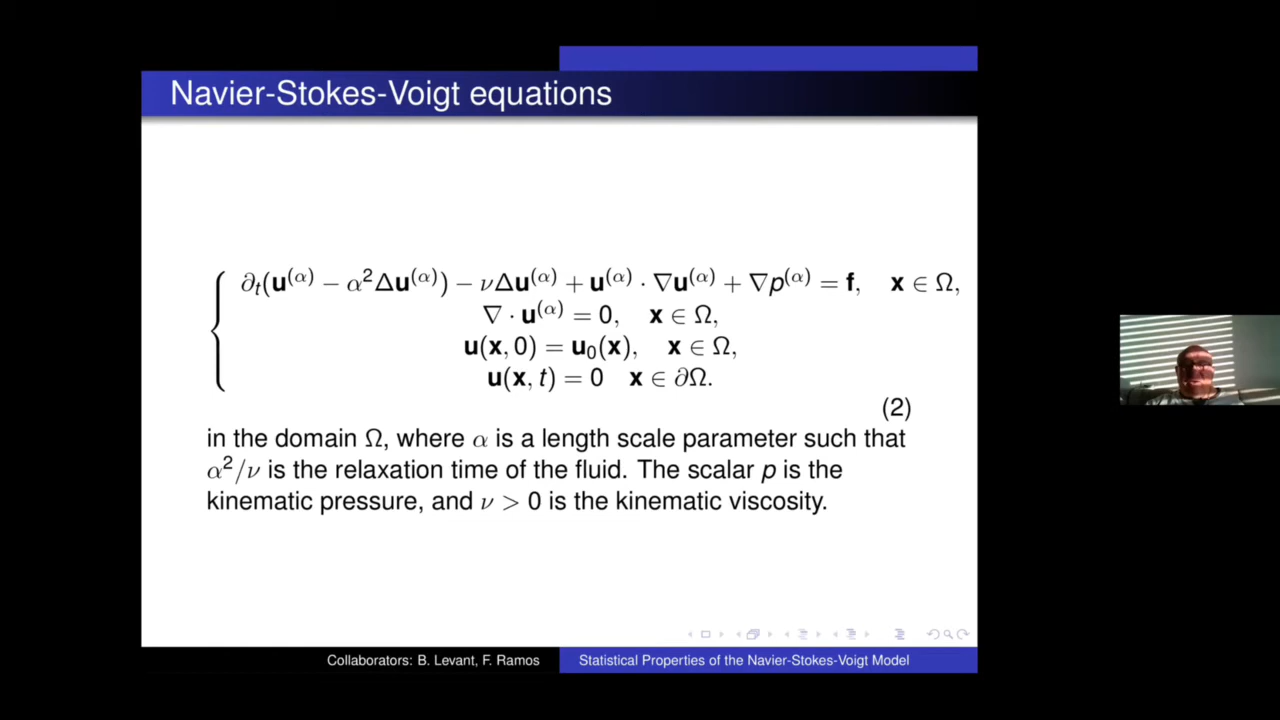 Navier-Stokes-Voigt equations
∂ₜ(u⁽ᵅ⁾ − α²Δu⁽ᵅ⁾) − νΔu⁽ᵅ⁾ + u⁽ᵅ⁾ · ∇u⁽ᵅ⁾ + ∇p⁽ᵅ⁾ = f, x ∈ Ω,
∇ · u⁽ᵅ⁾ = 0, x ∈ Ω,
u(x, 0) = u₀(x), x ∈ Ω,
u(x, t) = 0 x ∈ ∂Ω.
(2)
in the domain Ω, where α is a length scale parameter such that
α²/ν is the relaxation time of the fluid. The scalar p is the
kinematic pressure, and ν > 0 is the kinematic viscosity.
Collaborators: B. Levant, F. Ramos
Statistical Properties of the Navier-Stokes-Voigt Model